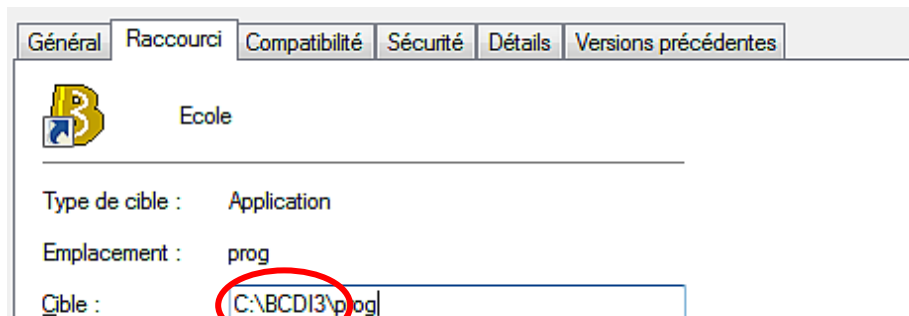 Général Raccourci Compatibilité Sécurité Détails Versions précédentes
Ecole
Type de cible : Application
Emplacement : prog
Cible : C:\BCDI3\prog